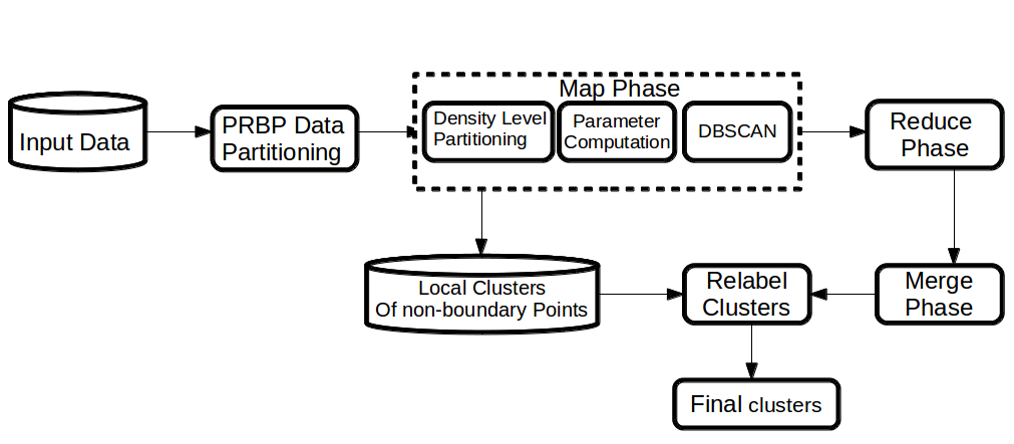 Input Data
PRBP Data
Partitioning
Map Phase
Density Level
Partitioning
Parameter
Computation
DBSCAN
Reduce
Phase
Local Clusters
Of non-boundary Points
Relabel
Clusters
Merge
Phase
Final clusters